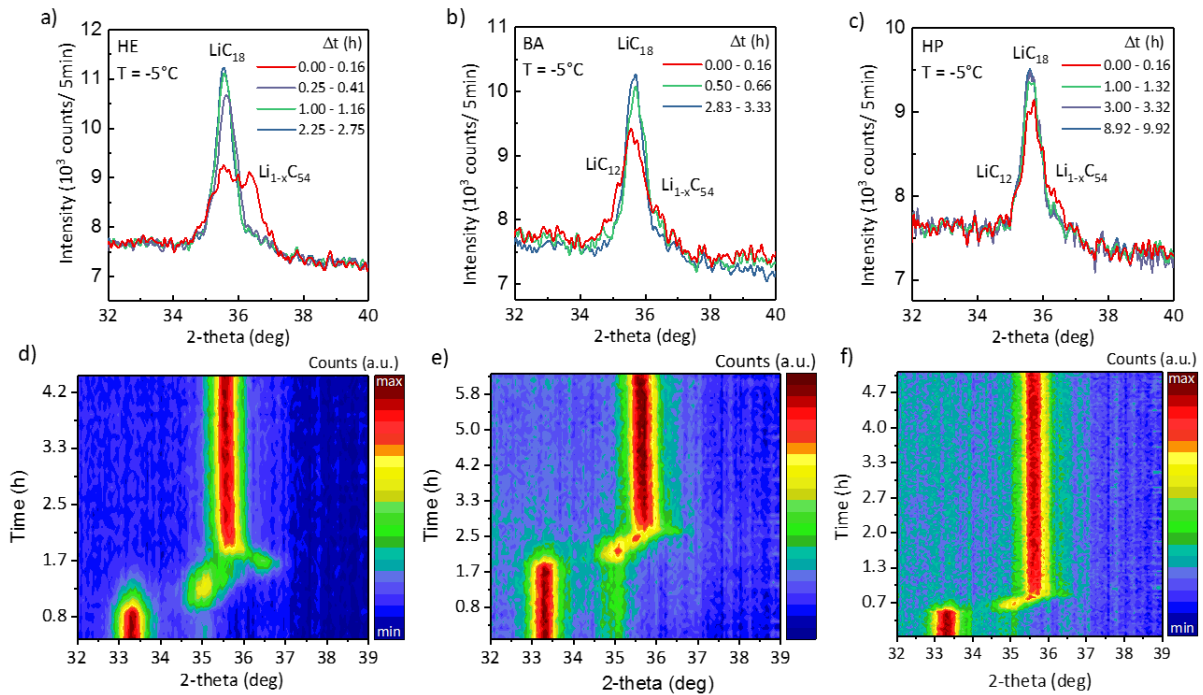 a)
HE
T = -5°C
LiC18
Δt (h)
0.00 - 0.16
0.25 - 0.41
1.00 - 1.16
2.25 - 2.75
Li1-xC54
12
11
10
9
8
7
Intensity (10³ counts/ 5min)
32 34 36 38 40
2-theta (deg)
b)
BA
T = -5°C
LiC18
Δt (h)
0.00 - 0.16
0.50 - 0.66
2.83 - 3.33
LiC12
Li1-xC54
11
10
9
8
7
Intensity (10³ counts/ 5min)
32 34 36 38 40
2-theta (deg)
c)
HP
T = -5°C
LiC18
Δt (h)
0.00 - 0.16
1.00 - 1.32
3.00 - 3.32
8.92 - 9.92
LiC12
Li1-xC54
10
9
8
7
Intensity (10³ counts/ 5min)
32 34 36 38 40
2-theta (deg)
d)
Counts (a.u.)
max
min
4.2
3.3
2.5
1.7
0.8
Time (h)
32 33 34 35 36 37 38 39
2-theta (deg)
e)
Counts (a.u.)
5.8
5.0
4.2
3.3
2.5
1.7
0.8
Time (h)
32 33 34 35 36 37 38 39
2-theta (deg)
f)
Counts (a.u.)
max
min
4.7
4.0
3.3
2.7
2.0
1.3
0.7
Time (h)
32 33 34 35 36 37 38 39
2-theta (deg)